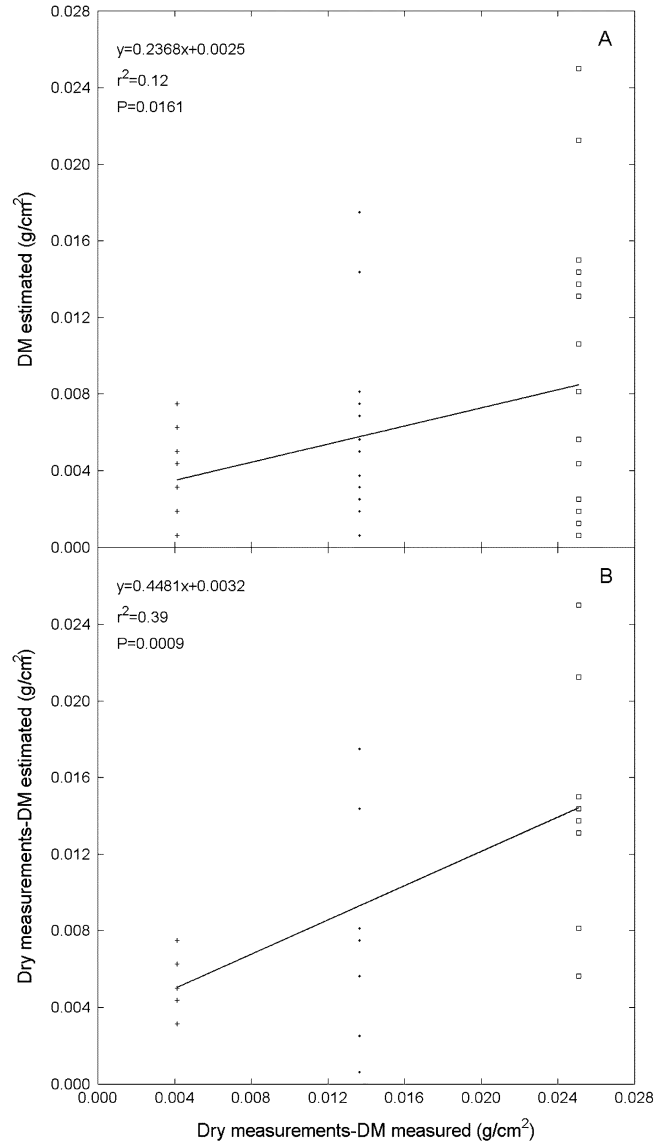 0.028
A
y=0.2368x+0.0025
r²=0.12
P=0.0161
0.024
0.020
0.016
0.012
0.008
0.004
0.000
DM estimated (g/cm²)
B
y=0.4481x+0.0032
r²=0.39
P=0.0009
0.024
0.020
0.016
0.012
0.008
0.004
0.000
Dry measurements-DM estimated (g/cm²)
0.000 0.004 0.008 0.012 0.016 0.020 0.024 0.028
Dry measurements-DM measured (g/cm²)